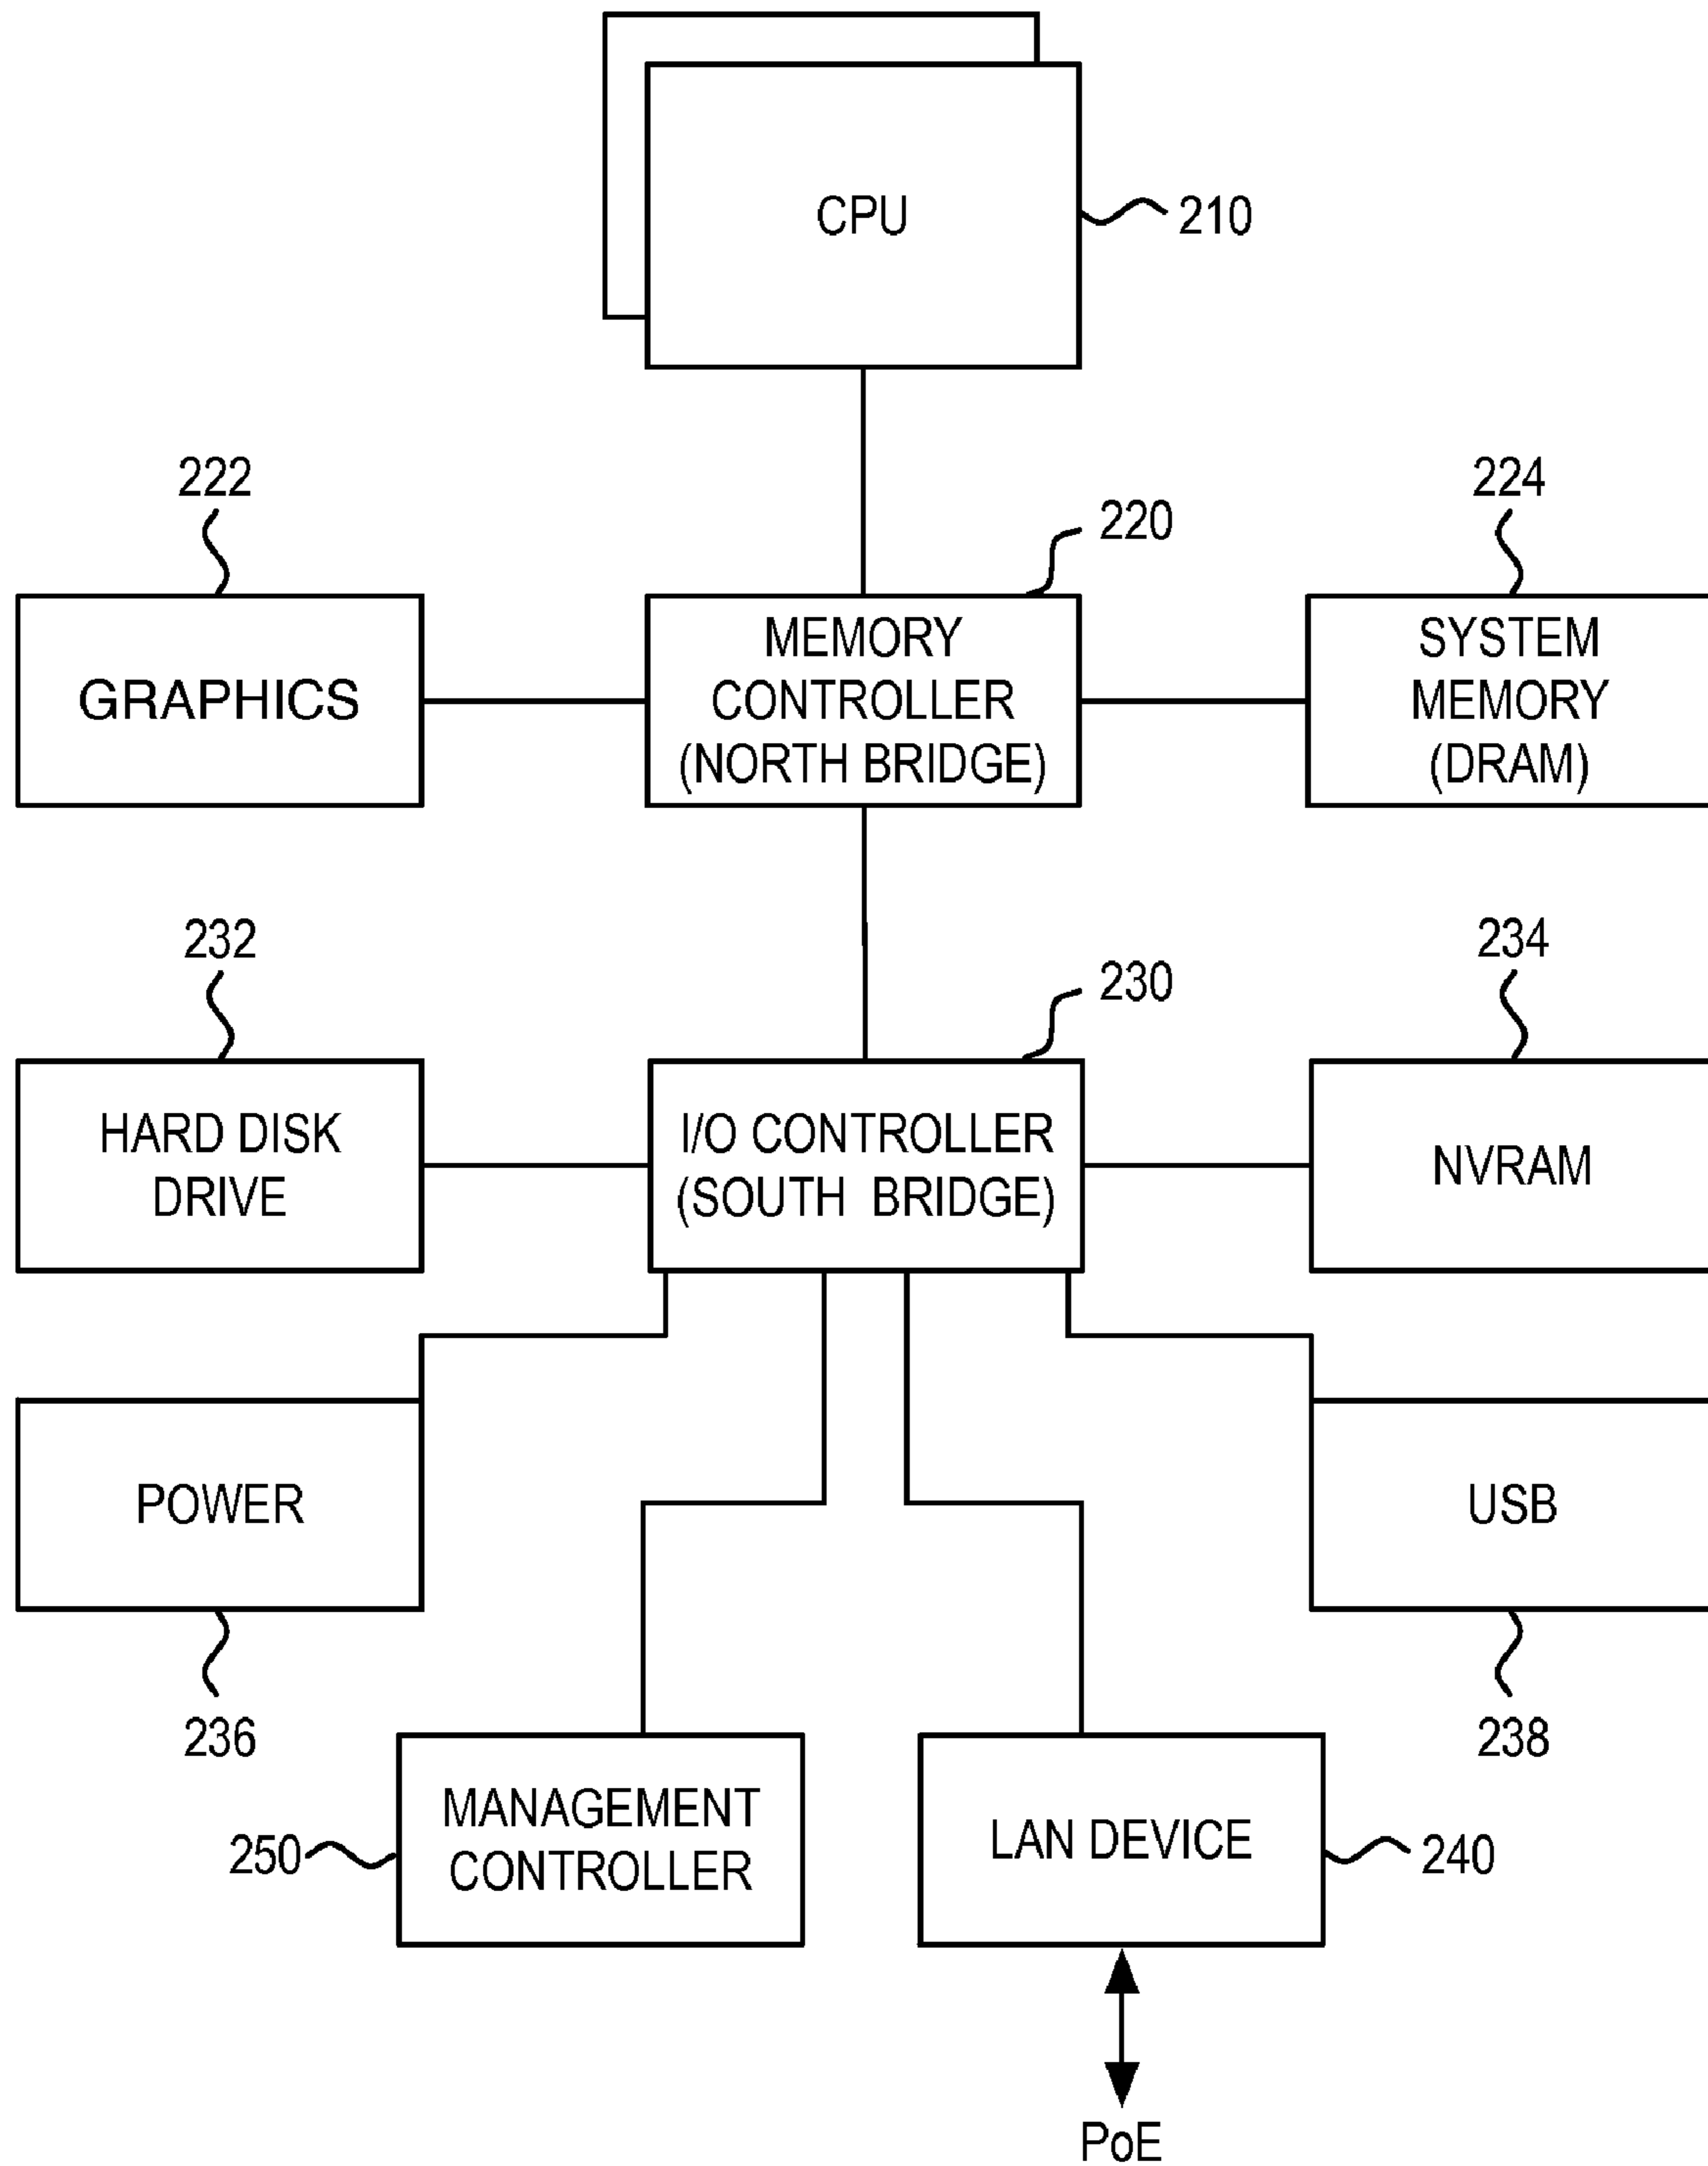 CPU
210
222
220
224
GRAPHICS
MEMORY
CONTROLLER
(NORTH BRIDGE)
SYSTEM
MEMORY
(DRAM)
232
230
234
HARD DISK
DRIVE
I/O CONTROLLER
(SOUTH BRIDGE)
NVRAM
POWER
USB
236
238
250
MANAGEMENT
CONTROLLER
LAN DEVICE
240
PoE